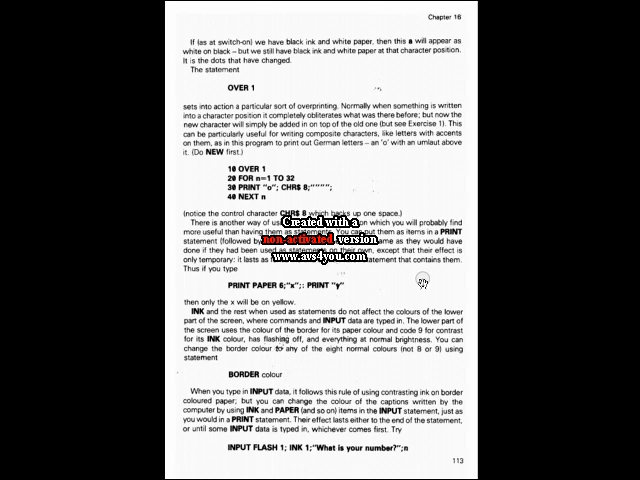 Chapter 16
If (as at switch-on) we have black ink and white paper, then this a will appear as
white on black – but we still have black ink and white paper at that character position.
It is the dots that have changed.
The statement
OVER 1
sets into action a particular sort of overprinting. Normally when something is written
into a character position it completely obliterates what was there before; but now the
new character will simply be added in on top of the old one (but see Exercise 1). This
can be particularly useful for writing composite characters, like letters with accents
on them, as in this program to print out German letters – an 'o' with an umlaut above
it. (Do NEW first.)
10 OVER 1
20 FOR n=1 TO 32
30 PRINT "o"; CHR$ 8;"""";
40 NEXT n
(notice the control character CHR$ 8 which backs up one space.)
There is another way of us
on which you will probably find
more useful than having them as statements. You can put them as items in a PRINT
statement (followed by
same as they would have
done if they had been used as statements on their own, except that their effect is
only temporary: it lasts as
statement that contains them.
Thus if you type
Created with a
non-activated version
www.avs4you.com
PRINT PAPER 6;"x";: PRINT "y"
then only the x will be on yellow.
INK and the rest when used as statements do not affect the colours of the lower
part of the screen, where commands and INPUT data are typed in. The lower part of
the screen uses the colour of the border for its paper colour and code 9 for contrast
for its INK colour, has flashing off, and everything at normal brightness. You can
change the border colour to any of the eight normal colours (not 8 or 9) using
statement
BORDER colour
When you type in INPUT data, it follows this rule of using contrasting ink on border
coloured paper; but you can change the colour of the captions written by the
computer by using INK and PAPER (and so on) items in the INPUT statement, just as
you would in a PRINT statement. Their effect lasts either to the end of the statement,
or until some INPUT data is typed in, whichever comes first. Try
INPUT FLASH 1; INK 1;"What is your number?";n
113